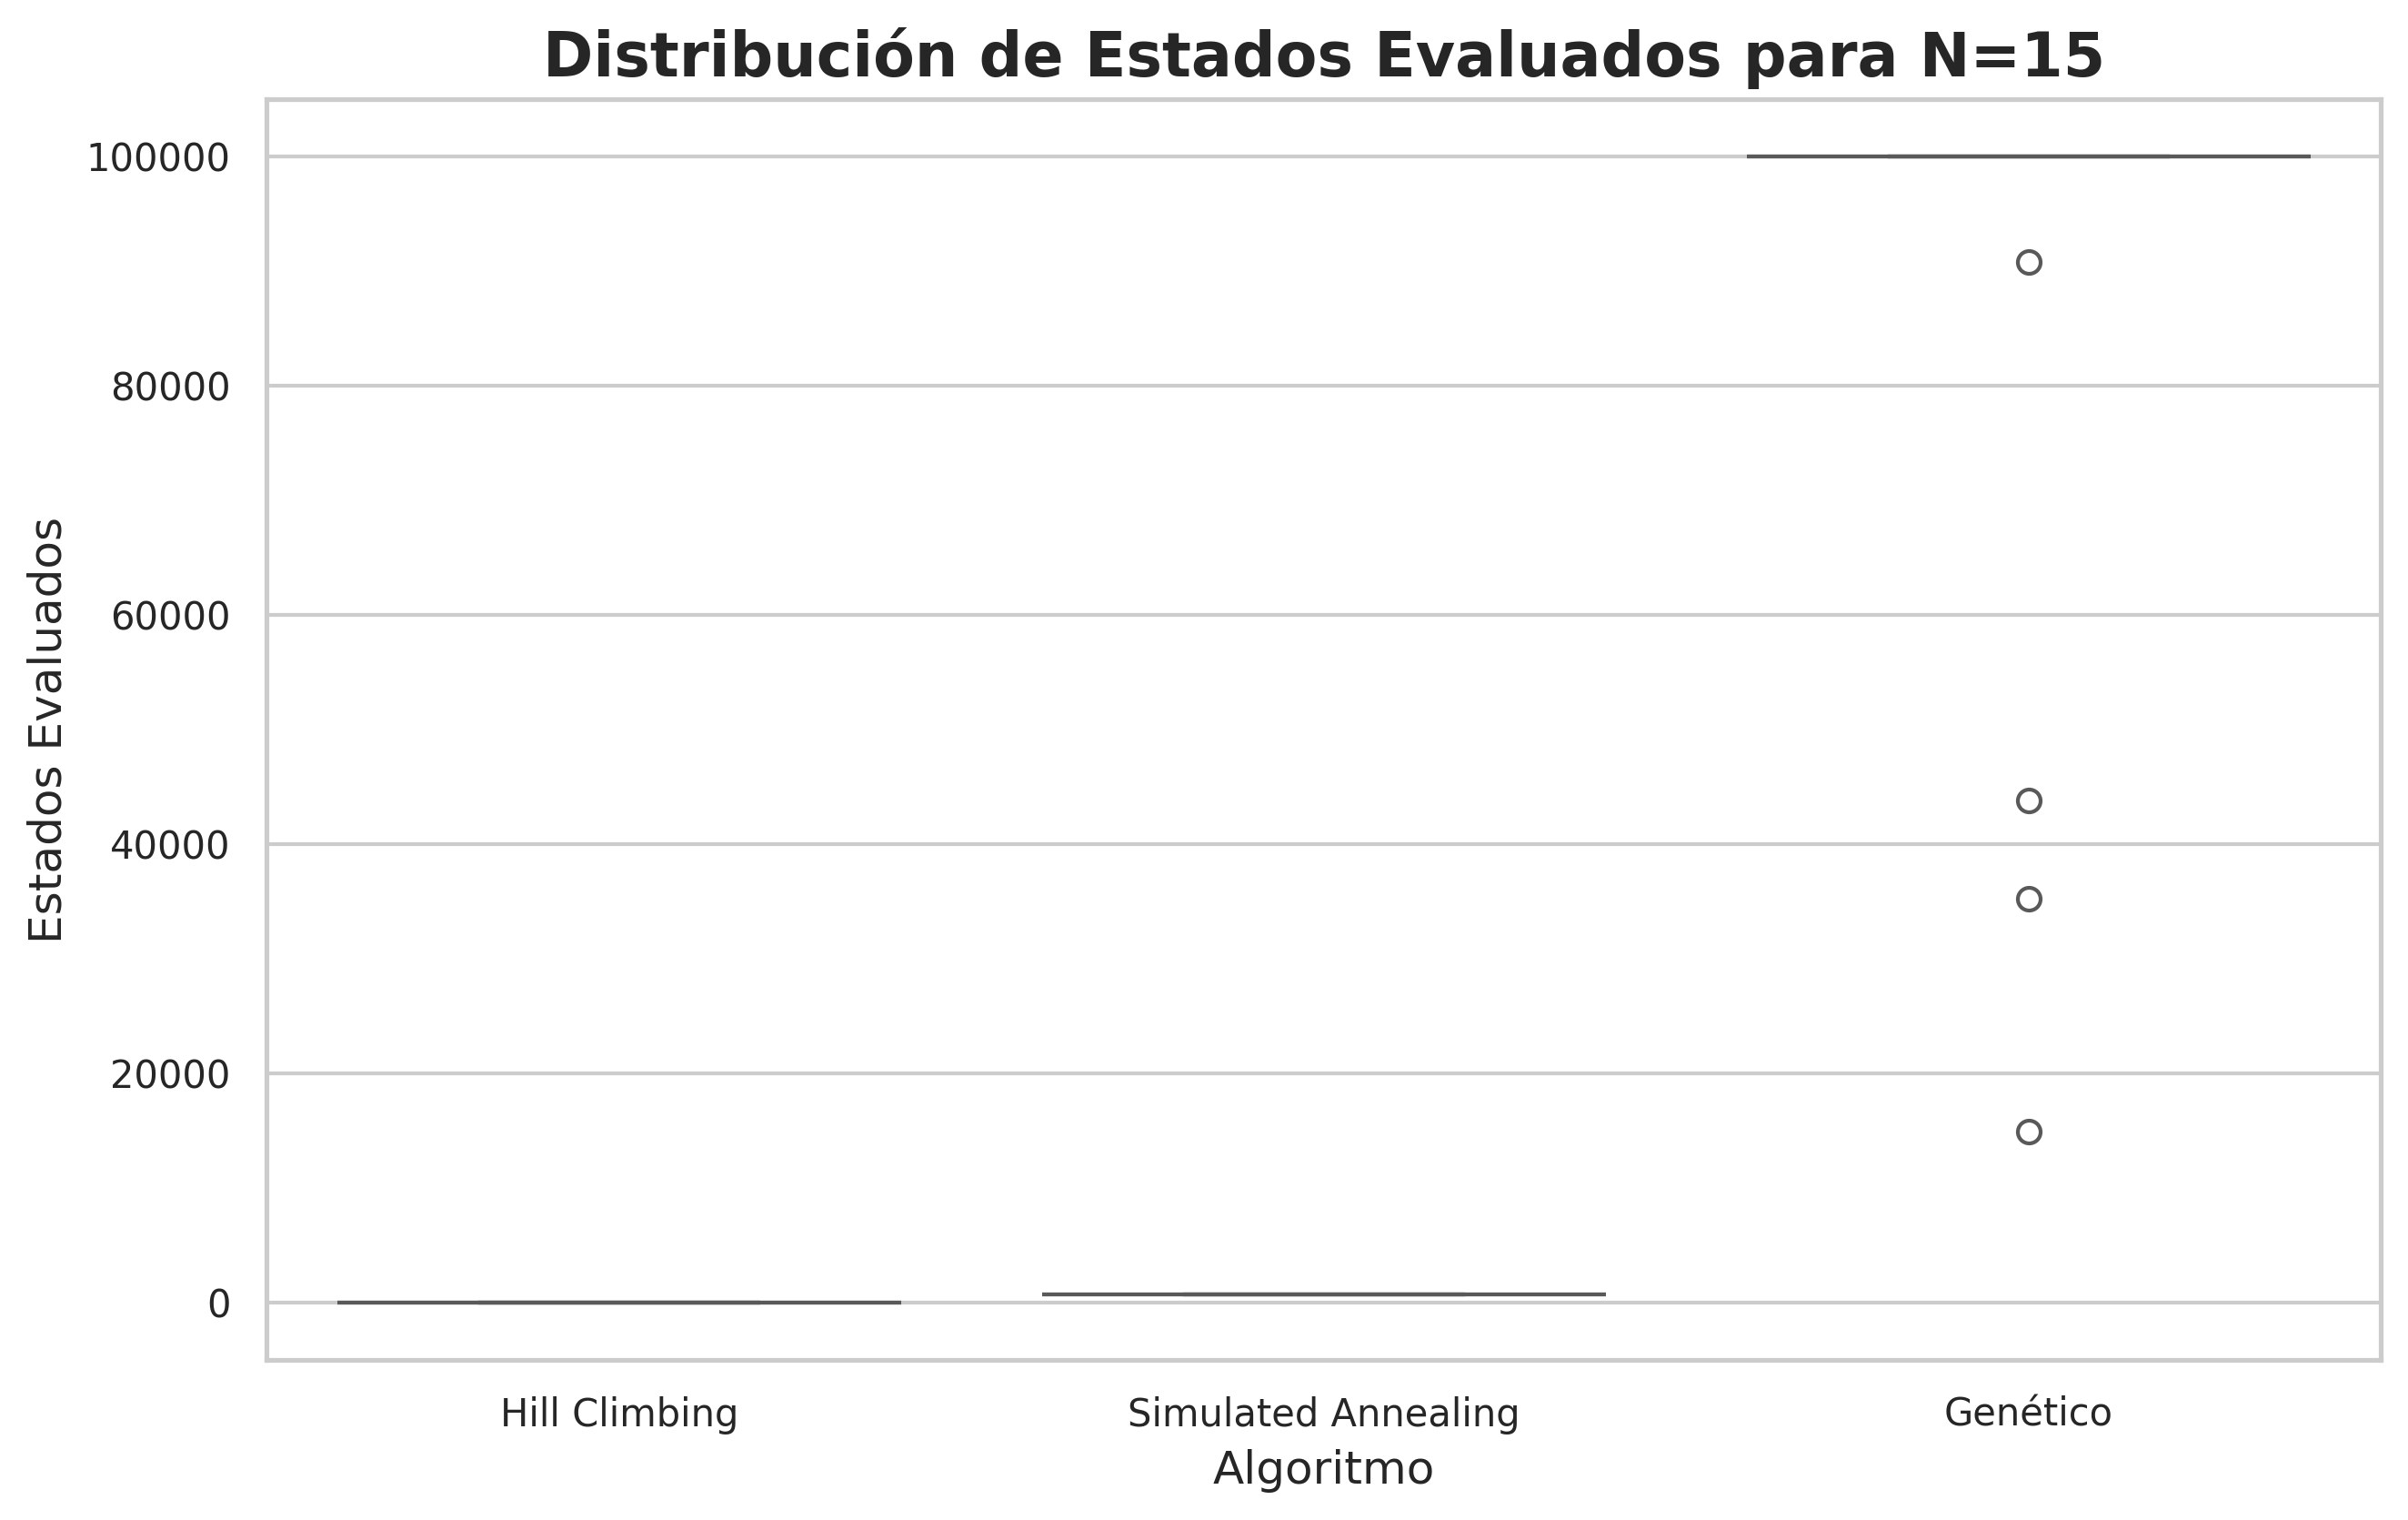 Distribución de Estados Evaluados para N=15
100000
80000
60000
40000
20000
0
Estados Evaluados
Hill Climbing
Simulated Annealing
Genético
Algoritmo